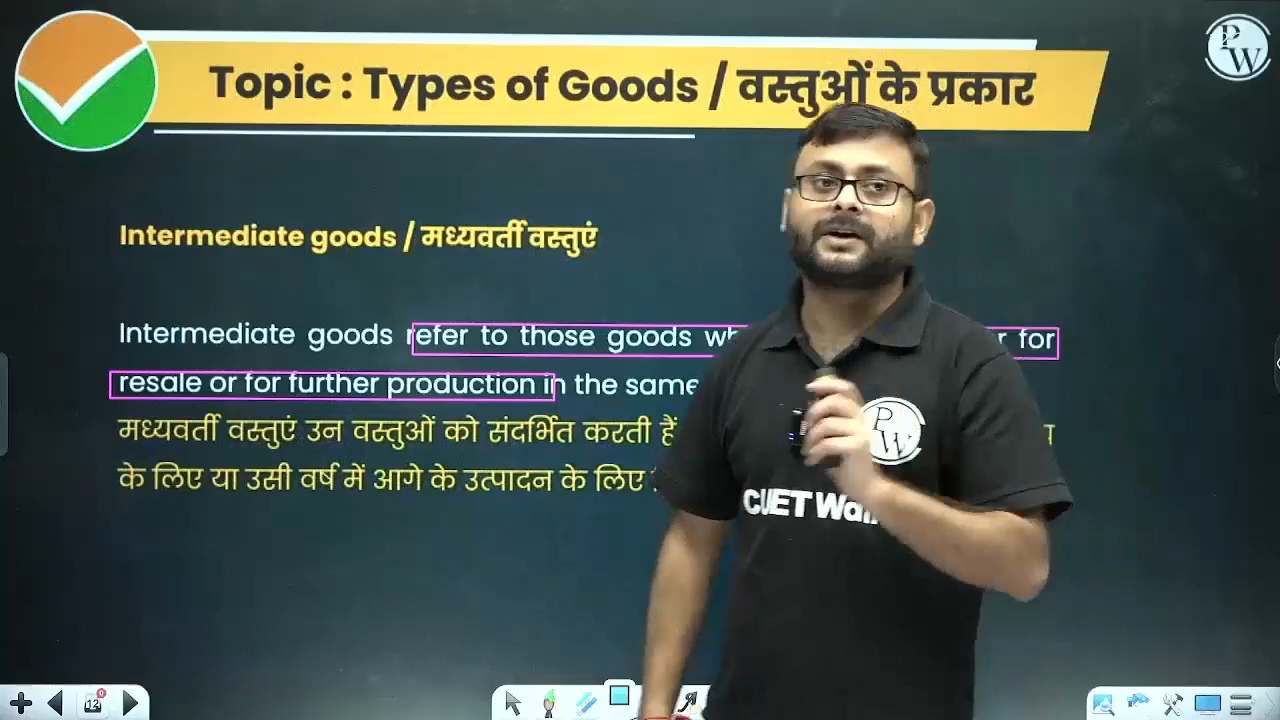 Topic : Types of Goods / वस्तुओं के प्रकार
PW
Intermediate goods / मध्यवर्ती वस्तुएं
Intermediate goods refer to those goods for
resale or for further production in the same
मध्यवर्ती वस्तुएं उन वस्तुओं को संदर्भित करती हैं
के लिए या उसी वर्ष में आगे के उत्पादन के लिए
PW
CUET
12
0